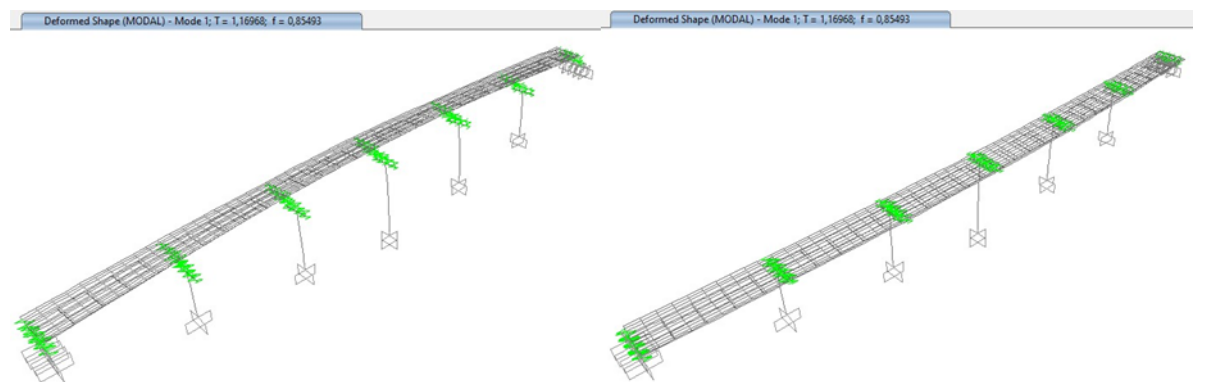 Deformed Shape (MODAL) - Mode 1; T = 1,16968; f = 0,85493
Deformed Shape (MODAL) - Mode 1; T = 1,16968; f = 0,85493